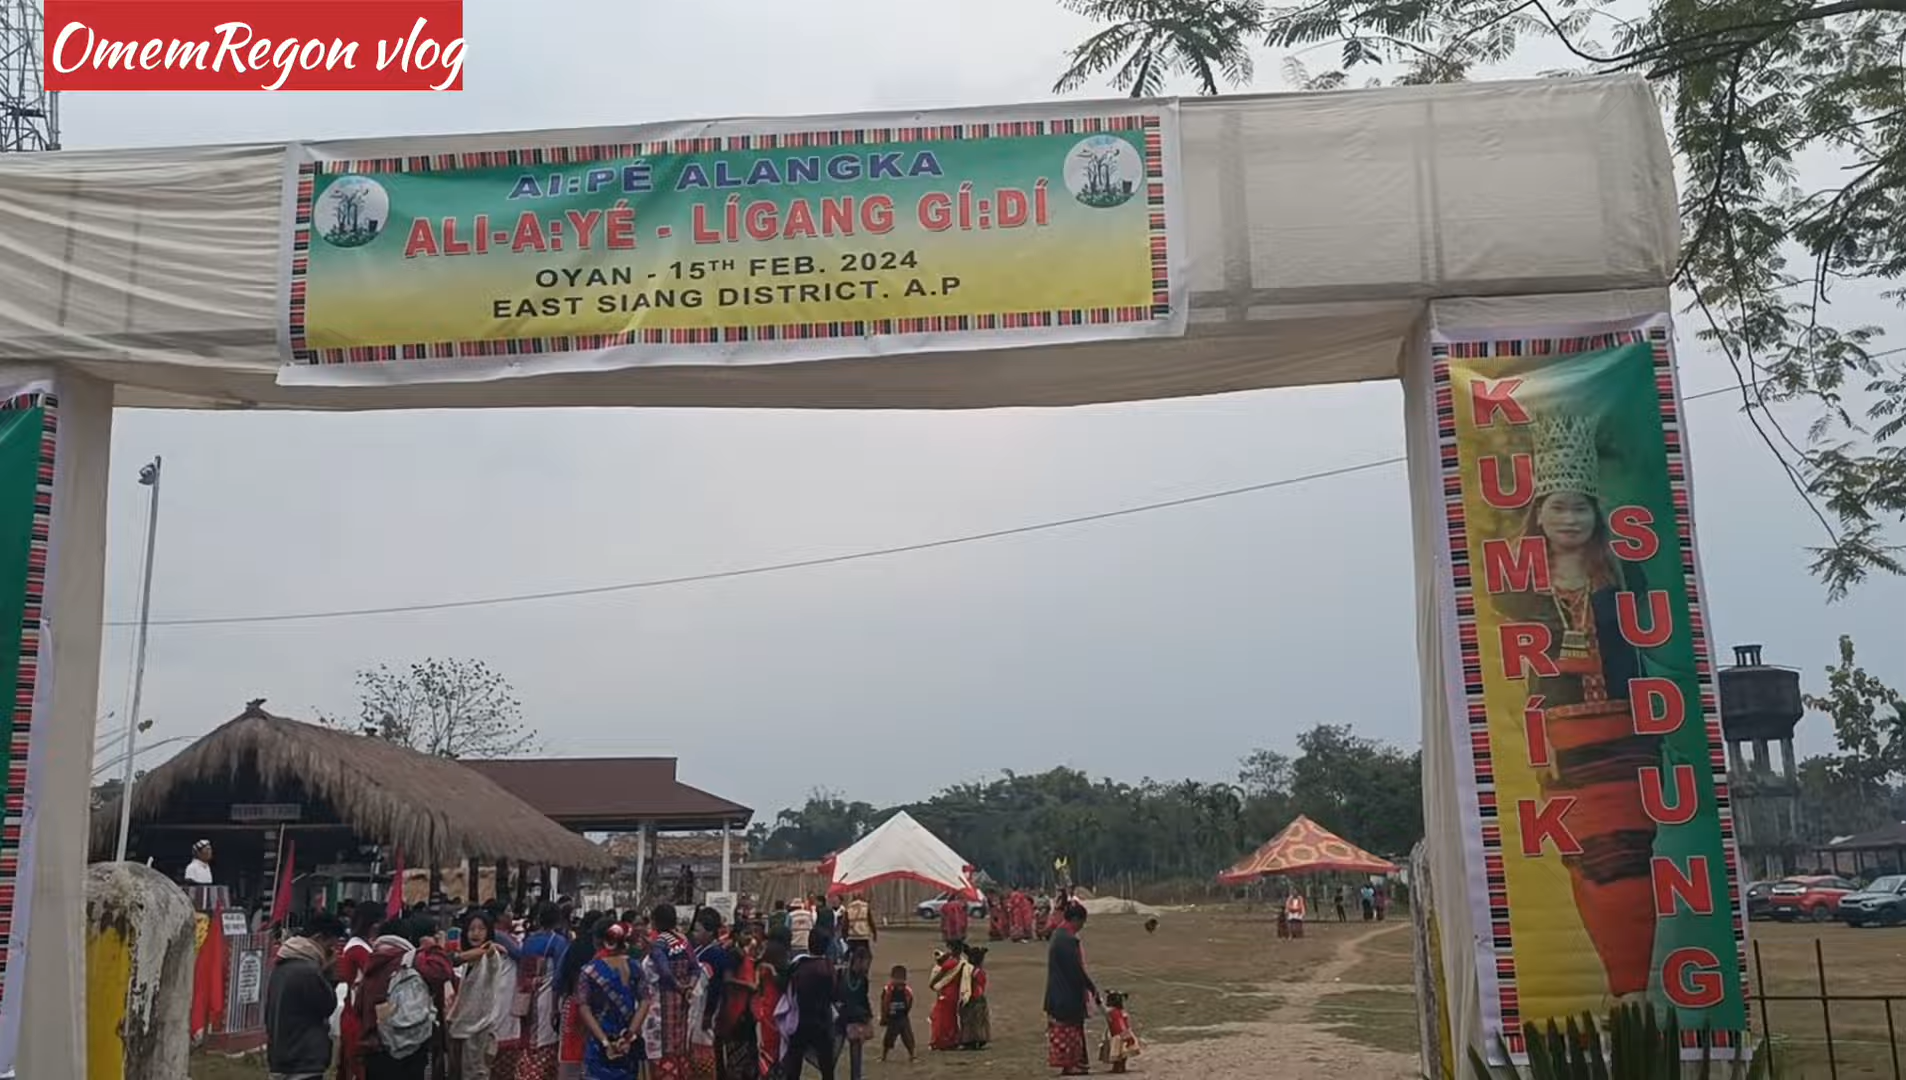 OmemRegon vlog
AI:PÉ ALANGKA
ALI-A:YÉ - LÍGANG GÍ:DÍ
OYAN - 15TH FEB. 2024
EAST SIANG DISTRICT. A.P
KUMRÍK
SUDUNG